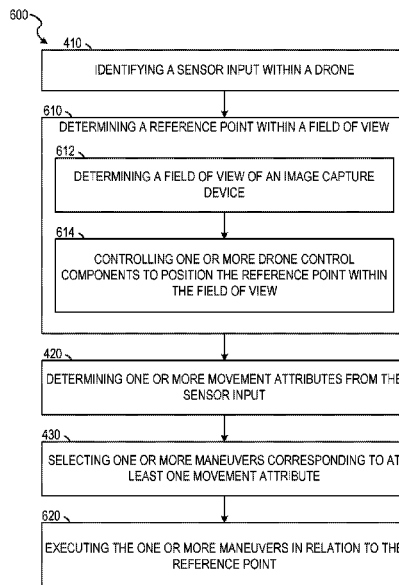 600
410
IDENTIFYING A SENSOR INPUT WITHIN A DRONE
610
DETERMINING A REFERENCE POINT WITHIN A FIELD OF VIEW
612
DETERMINING A FIELD OF VIEW OF AN IMAGE CAPTURE
DEVICE
614
CONTROLLING ONE OR MORE DRONE CONTROL
COMPONENTS TO POSITION THE REFERENCE POINT WITHIN
THE FIELD OF VIEW
420
DETERMINING ONE OR MORE MOVEMENT ATTRIBUTES FROM THE
SENSOR INPUT
430
SELECTING ONE OR MORE MANEUVERS CORRESPONDING TO AT
LEAST ONE MOVEMENT ATTRIBUTE
620
EXECUTING THE ONE OR MORE MANEUVERS IN RELATION TO THE
REFERENCE POINT